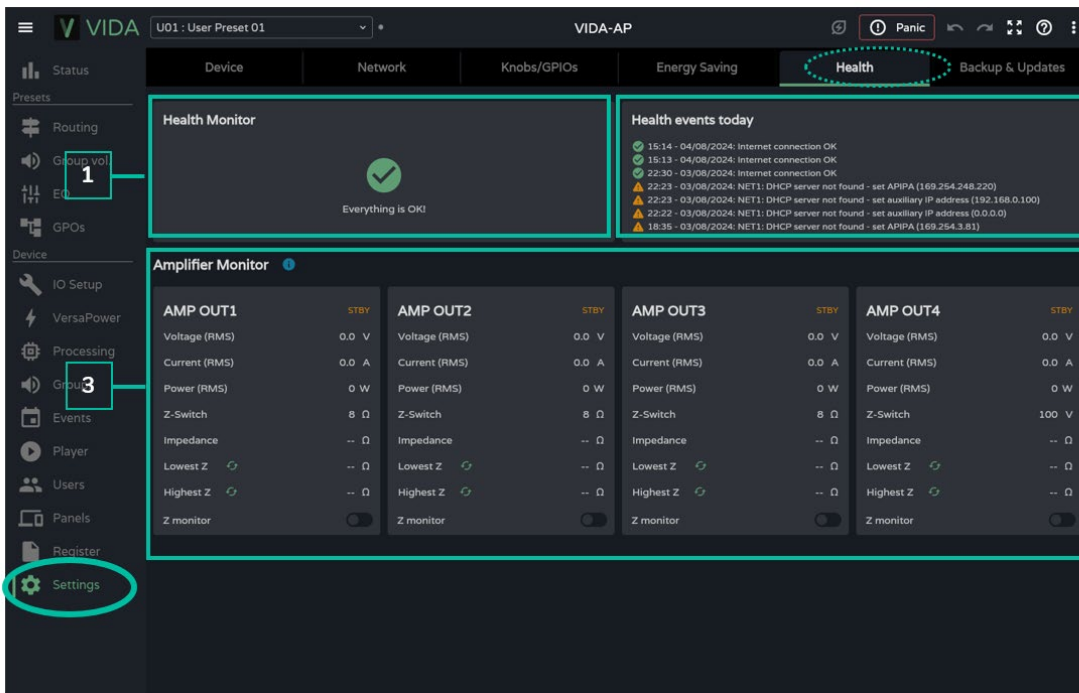 VIDA
U01 : User Preset 01
VIDA-AP
Panic
Status
Device
Network
Knobs/GPIOs
Energy Saving
Health
Backup & Updates
Presets
Routing
Group vol.
1
GPOs
Device
IO Setup
VersaPower
Processing
3
Events
Player
Users
Panels
Register
Settings
Health Monitor
Everything is OK!
Health events today
15:14 - 04/08/2024: Internet connection OK
15:13 - 04/08/2024: Internet connection OK
22:30 - 03/08/2024: Internet connection OK
22:23 - 03/08/2024: NET1: DHCP server not found - set APIPA (169.254.248.220)
22:23 - 03/08/2024: NET1: DHCP server not found - set auxiliary IP address (192.168.0.100)
22:22 - 03/08/2024: NET1: DHCP server not found - set auxiliary IP address (0.0.0.0)
18:35 - 03/08/2024: NET1: DHCP server not found - set APIPA (169.254.3.81)
Amplifier Monitor
AMP OUT1 STBY
Voltage (RMS) 0.0 V
Current (RMS) 0.0 A
Power (RMS) 0 W
Z-Switch 8 Ω
Impedance -- Ω
Lowest Z -- Ω
Highest Z -- Ω
Z monitor
AMP OUT2 STBY
Voltage (RMS) 0.0 V
Current (RMS) 0.0 A
Power (RMS) 0 W
Z-Switch 8 Ω
Impedance -- Ω
Lowest Z -- Ω
Highest Z -- Ω
Z monitor
AMP OUT3 STBY
Voltage (RMS) 0.0 V
Current (RMS) 0.0 A
Power (RMS) 0 W
Z-Switch 8 Ω
Impedance -- Ω
Lowest Z -- Ω
Highest Z -- Ω
Z monitor
AMP OUT4 STBY
Voltage (RMS) 0.0 V
Current (RMS) 0.0 A
Power (RMS) 0 W
Z-Switch 100 V
Impedance -- Ω
Lowest Z -- Ω
Highest Z -- Ω
Z monitor